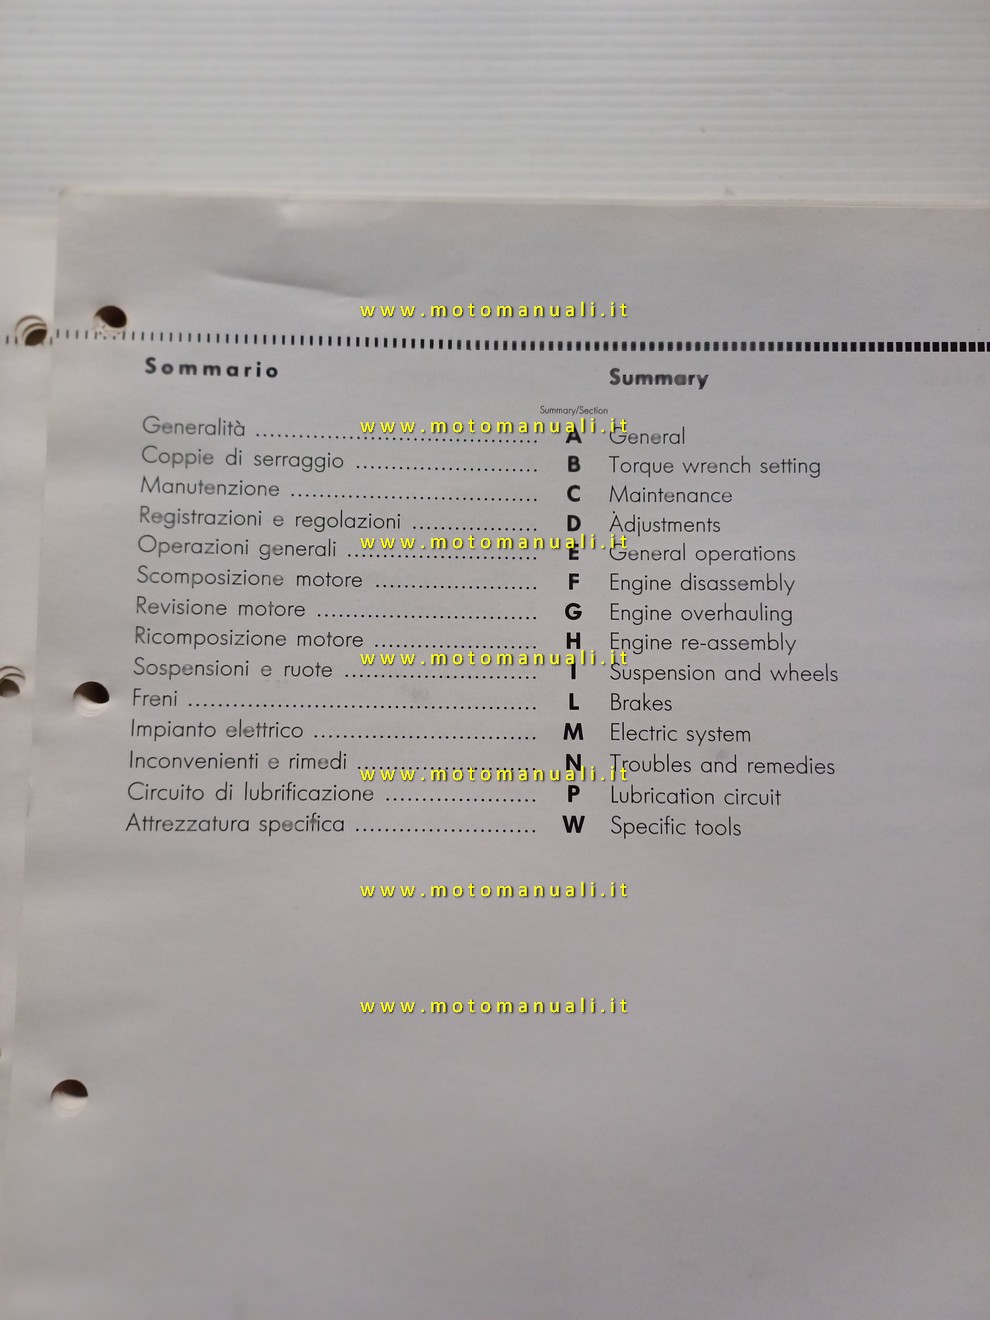 www.motomanuali.it
Sommario Summary
Summary/Section
www.motomanuali.it
Generalità ........................................ A General
Coppie di serraggio .......................... B Torque wrench setting
Manutenzione ................................... C Maintenance
Registrazioni e regolazioni .................. D Adjustments
www.motomanuali.it
Operazioni generali ........................... E General operations
Scomposizione motore ....................... F Engine disassembly
Revisione motore ............................... G Engine overhauling
Ricomposizione motore ....................... H Engine re-assembly
www.motomanuali.it
Sospensioni e ruote ........................... I Suspension and wheels
Freni ................................................. L Brakes
Impianto elettrico ................................ M Electric system
Inconvenienti e rimedi ......................... N Troubles and remedies
www.motomanuali.it
Circuito di lubrificazione ...................... P Lubrication circuit
Attrezzatura specifica .......................... W Specific tools
www.motomanuali.it
www.motomanuali.it